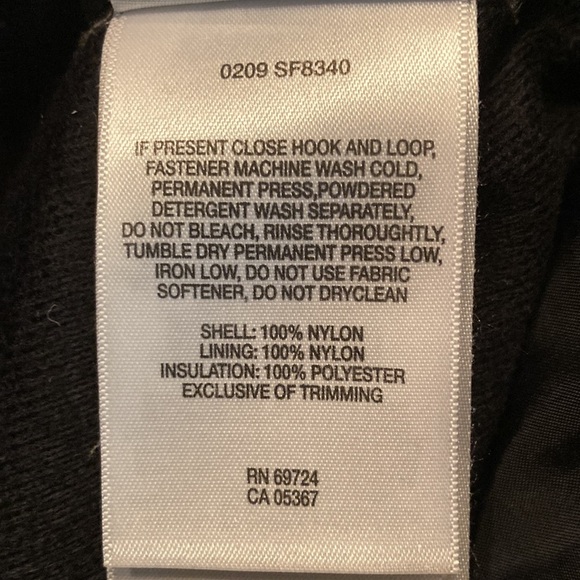 0209 SF8340
IF PRESENT CLOSE HOOK AND LOOP,
FASTENER MACHINE WASH COLD,
PERMANENT PRESS,POWDERED
DETERGENT WASH SEPARATELY,
DO NOT BLEACH, RINSE THOROUGHTLY,
TUMBLE DRY PERMANENT PRESS LOW,
IRON LOW, DO NOT USE FABRIC
SOFTENER, DO NOT DRYCLEAN
SHELL: 100% NYLON
LINING: 100% NYLON
INSULATION: 100% POLYESTER
EXCLUSIVE OF TRIMMING
RN 69724
CA 05367